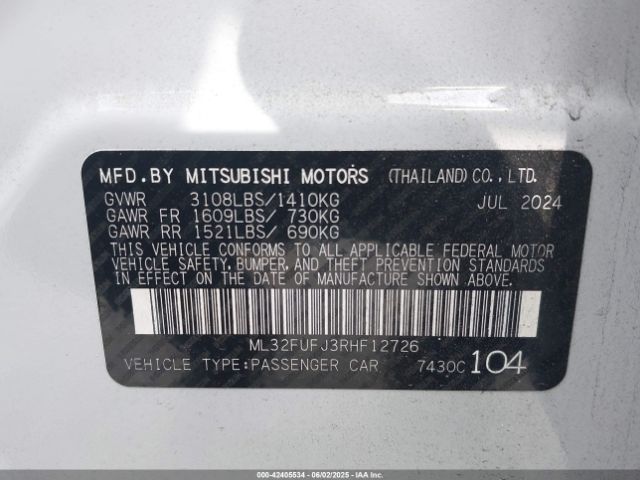 MFD.BY MITSUBISHI MOTORS (THAILAND)CO.,LTD.
GVWR 3108LBS/1410KG JUL 2024
GAWR FR 1609LBS/ 730KG
GAWR RR 1521LBS/ 690KG
THIS VEHICLE CONFORMS TO ALL APPLICABLE FEDERAL MOTOR
VEHICLE SAFETY,BUMPER,AND THEFT PREVENTION STANDARDS
IN EFFECT ON THE DATE OF MANUFACTURE SHOWN ABOVE.
ML32FUFJ3RHF12726
VEHICLE TYPE:PASSENGER CAR 7430C 104
000-42405534 - 06/02/2025 - IAAI.COM